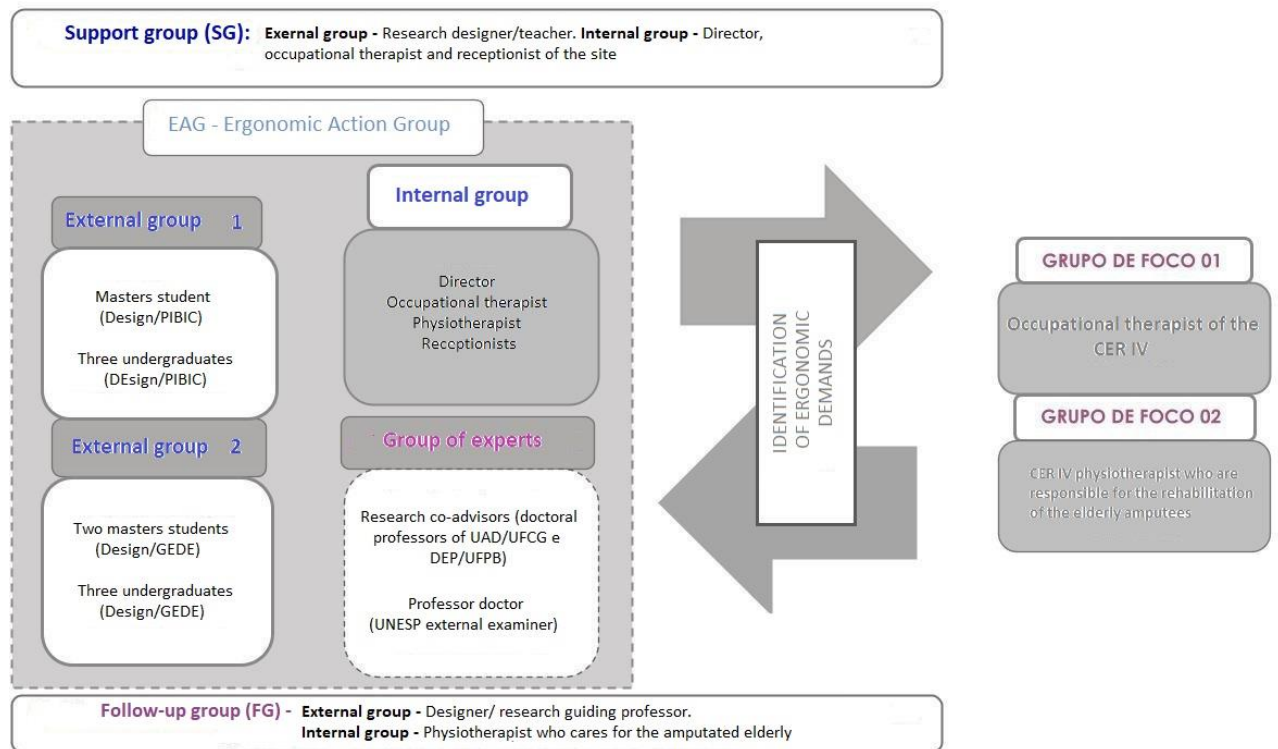 Support group (SG): Exernal group - Research designer/teacher. Internal group - Director,
occupational therapist and receptionist of the site
EAG - Ergonomic Action Group
External group 1
Masters student
(Design/PIBIC)
Three undergraduates
(DEsign/PIBIC)
External group 2
Two masters students
(Design/GEDE)
Three undergraduates
(Design/GEDE)
Internal group
Director
Occupational therapist
Physiotherapist
Reccptionists
Group of experts
Research co-advisors (doctoral
professors of UAD/UFCG e
DEP/UFPB)
Professor doctor
(UNESP external examiner)
IDENTIFICATION
OF ERGONOMIC
DEMANDS
GRUPO DE FOCO 01
Occupational therapist of the
CER IV
GRUPO DE FOCO 02
CER IV physiotherapist who are
responsible for the rehabilitation
of the elderly amputees
Follow-up group (FG) - External group - Designer/ research guiding professor.
Internal group - Physiotherapist who cares for the amputated elderly